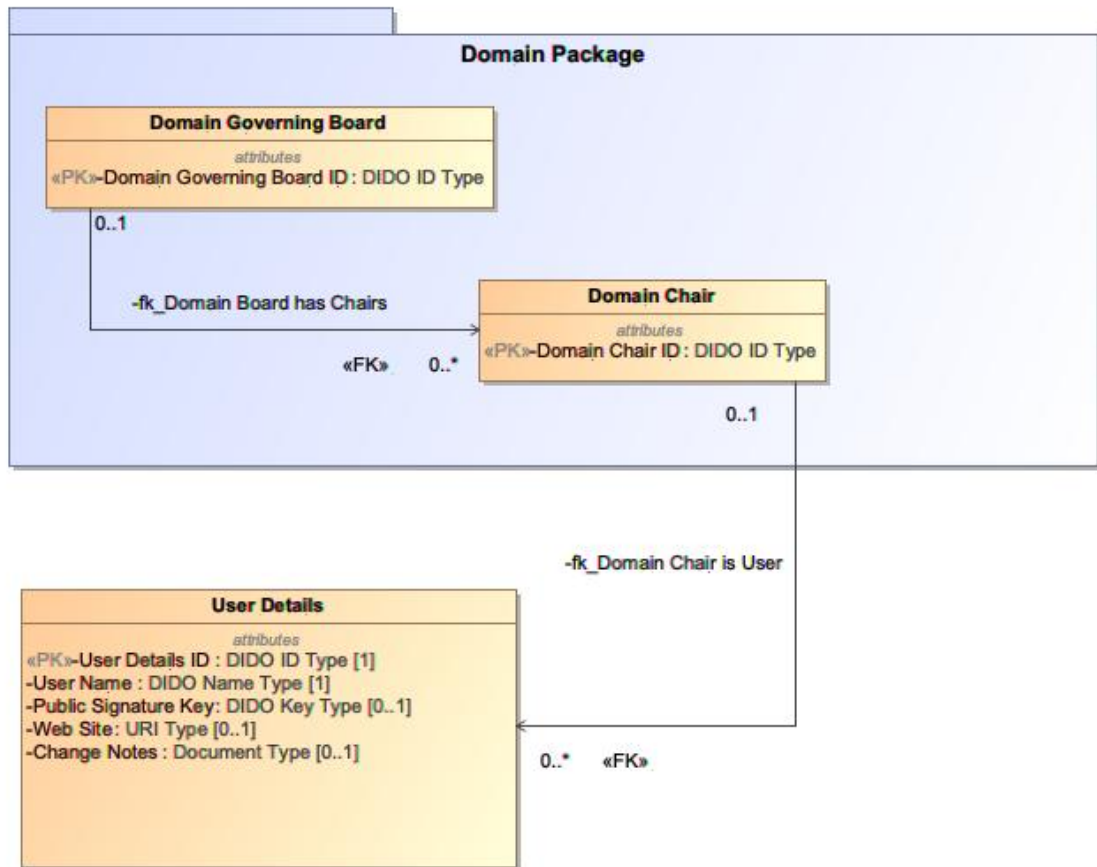 Domain Package
Domain Governing Board
attributes
«PK»-Domain Governing Board ID : DIDO ID Type
0..1
-fk_Domain Board has Chairs
«FK» 0..*
Domain Chair
attributes
«PK»-Domain Chair ID : DIDO ID Type
0..1
-fk_Domain Chair is User
User Details
attributes
«PK»-User Details ID : DIDO ID Type [1]
-User Name : DIDO Name Type [1]
-Public Signature Key: DIDO Key Type [0..1]
-Web Site: URI Type [0..1]
-Change Notes : Document Type [0..1]
0..* «FK»